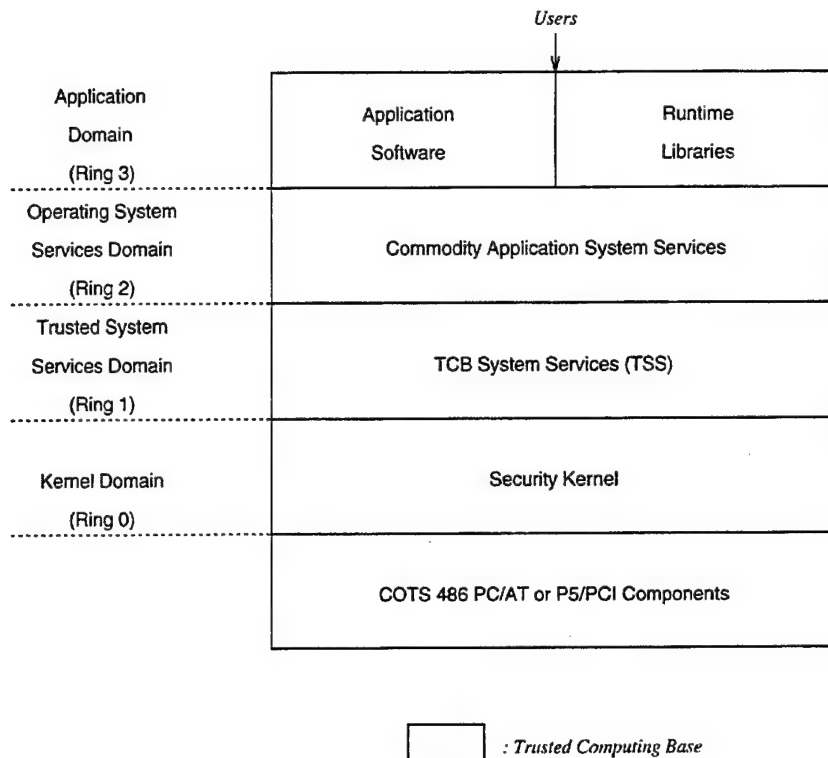 Users
Application
Domain
(Ring 3)
Application
Software
Runtime
Libraries
Operating System
Services Domain
(Ring 2)
Commodity Application System Services
Trusted System
Services Domain
(Ring 1)
TCB System Services (TSS)
Kernel Domain
(Ring 0)
Security Kernel
COTS 486 PC/AT or P5/PCI Components
: Trusted Computing Base